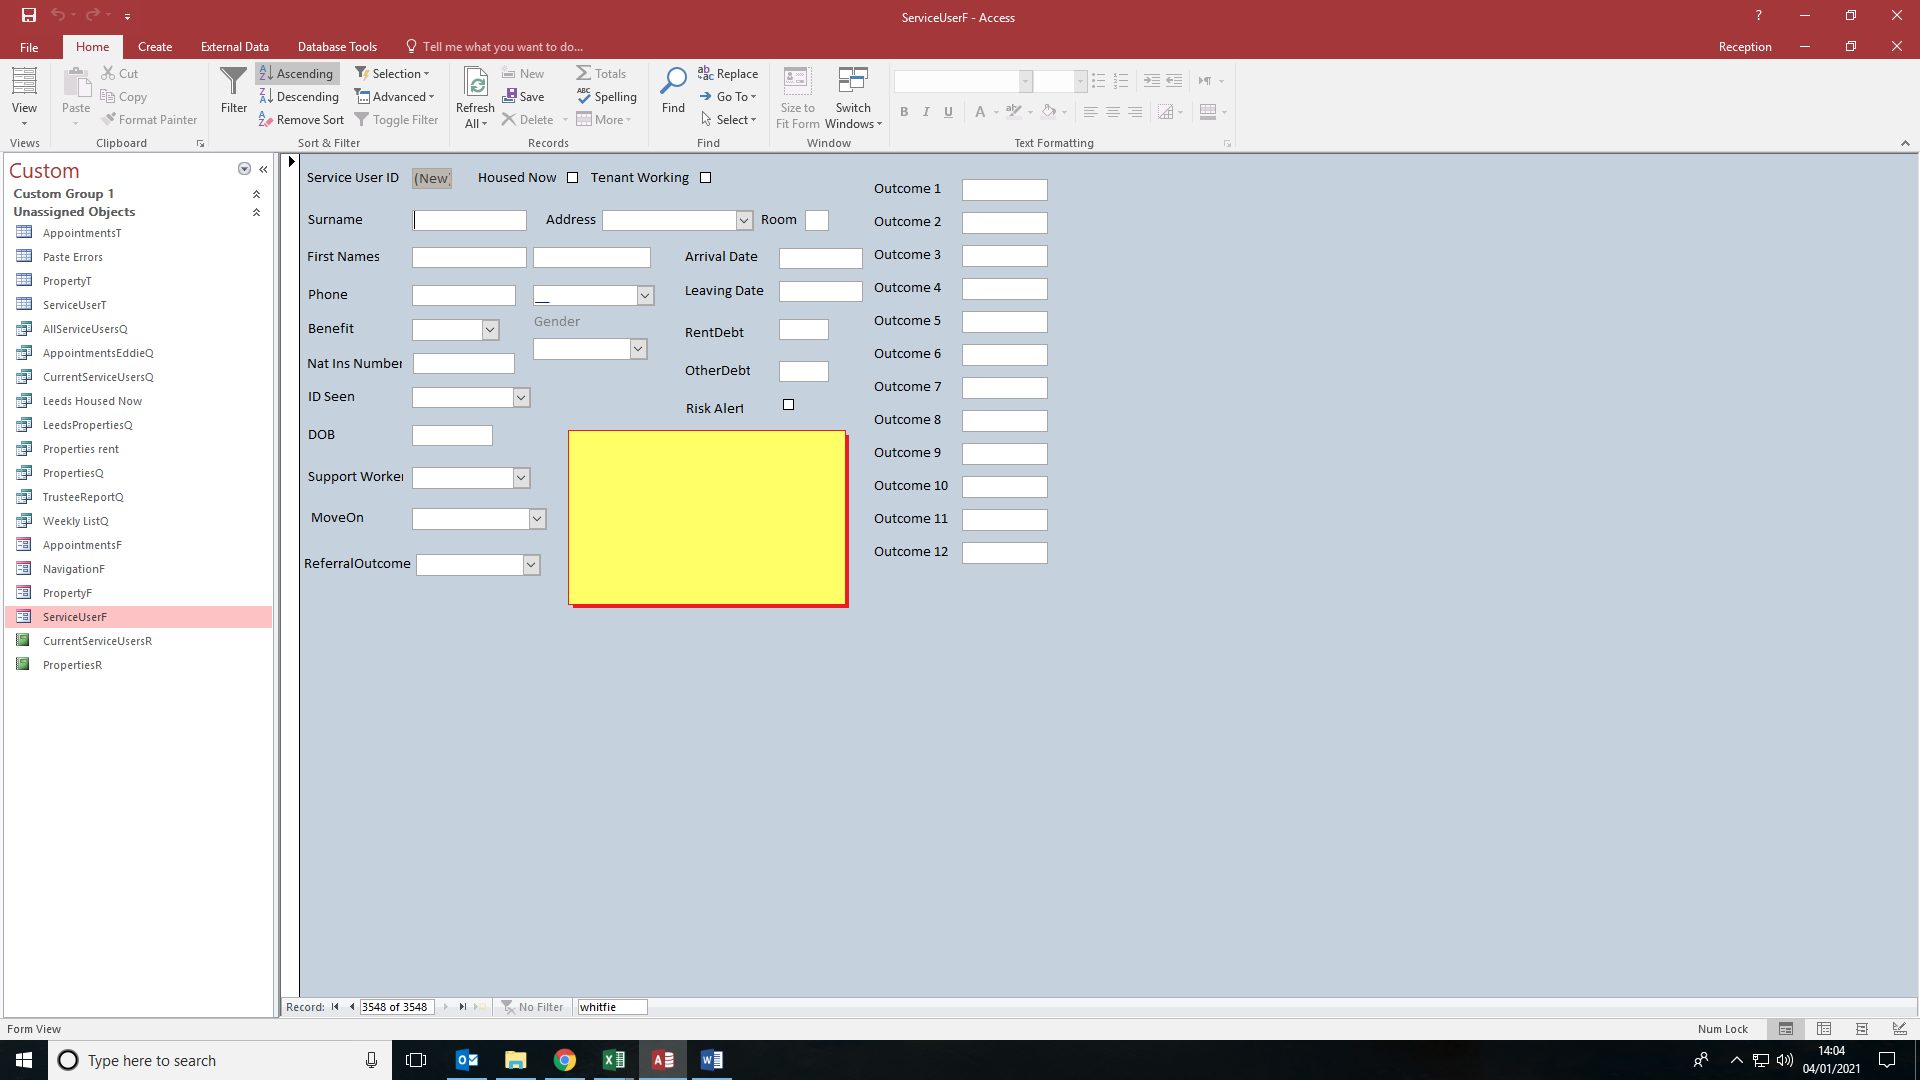 ServiceUserF - Access
?
File Home Create External Data Database Tools Tell me what you want to do... Reception
View
Views
Paste
Cut
Copy
Format Painter
Clipboard
Filter
Ascending
Descending
Remove Sort
Selection
Advanced
Toggle Filter
Sort & Filter
Refresh
All
New
Save
Delete
Totals
Spelling
More
Records
Find
Replace
Go To
Select
Find
Size to
Fit Form
Switch
Windows
Window
B I U A
Text Formatting
Custom
Custom Group 1
Unassigned Objects
AppointmentsT
Paste Errors
PropertyT
ServiceUserT
AllServiceUsersQ
AppointmentsEddieQ
CurrentServiceUsersQ
Leeds Housed Now
LeedsPropertiesQ
Properties rent
PropertiesQ
TrusteeReportQ
Weekly ListQ
AppointmentsF
NavigationF
PropertyF
ServiceUserF
CurrentServiceUsersR
PropertiesR
Service User ID (New) Housed Now Tenant Working
Surname Address Room
First Names Arrival Date
Phone Leaving Date
Benefit Gender RentDebt
Nat Ins Number OtherDebt
ID Seen Risk Alert
DOB
Support Worker
MoveOn
ReferralOutcome
Outcome 1
Outcome 2
Outcome 3
Outcome 4
Outcome 5
Outcome 6
Outcome 7
Outcome 8
Outcome 9
Outcome 10
Outcome 11
Outcome 12
Record: 3548 of 3548 No Filter whitfie
Form View Num Lock
Type here to search
14:04
04/01/2021